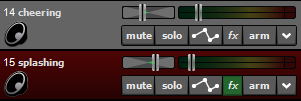 14 cheering
mute solo fx arm
15 splashing
mute solo fx arm